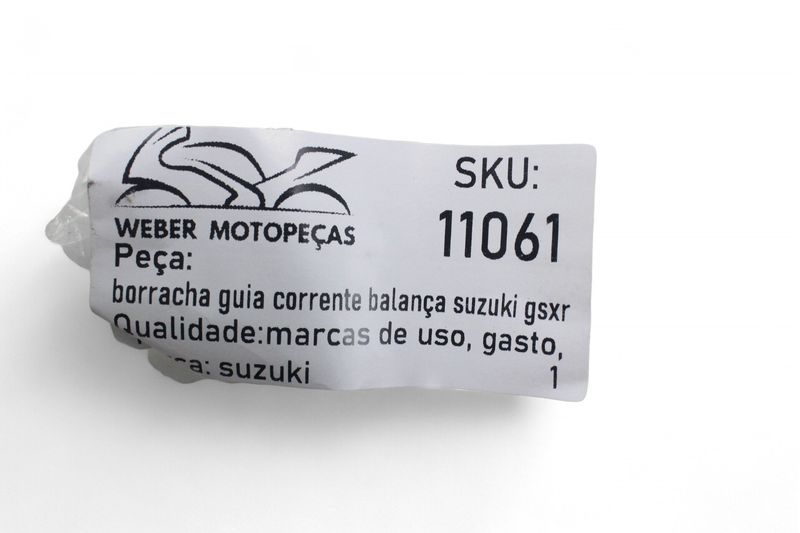 SKU:
11061
WEBER MOTOPEÇAS
Peça:
borracha guia corrente balança suzuki gsxr
Qualidade:marcas de uso, gasto,
suzuki 1